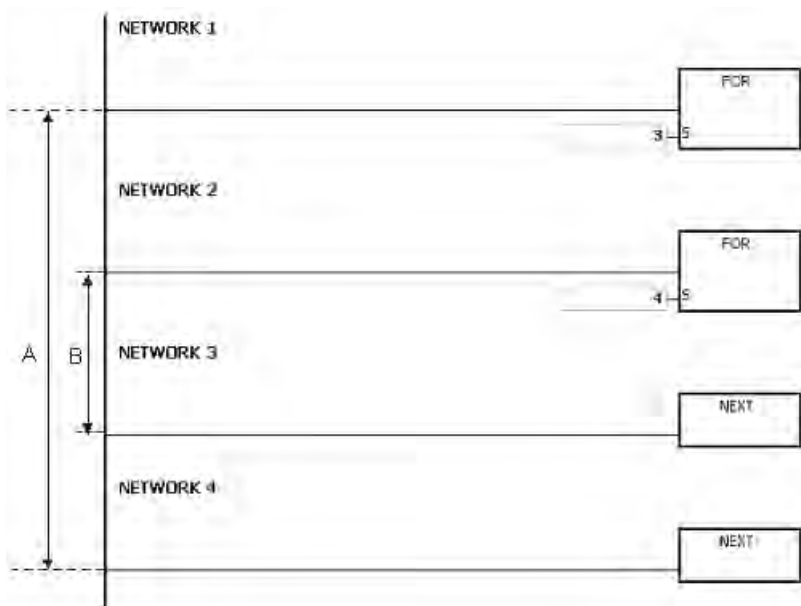 NETWORK 1
FOR
3 S
NETWORK 2
FOR
4 S
A
B
NETWORK 3
NEXT
NETWORK 4
NEXT